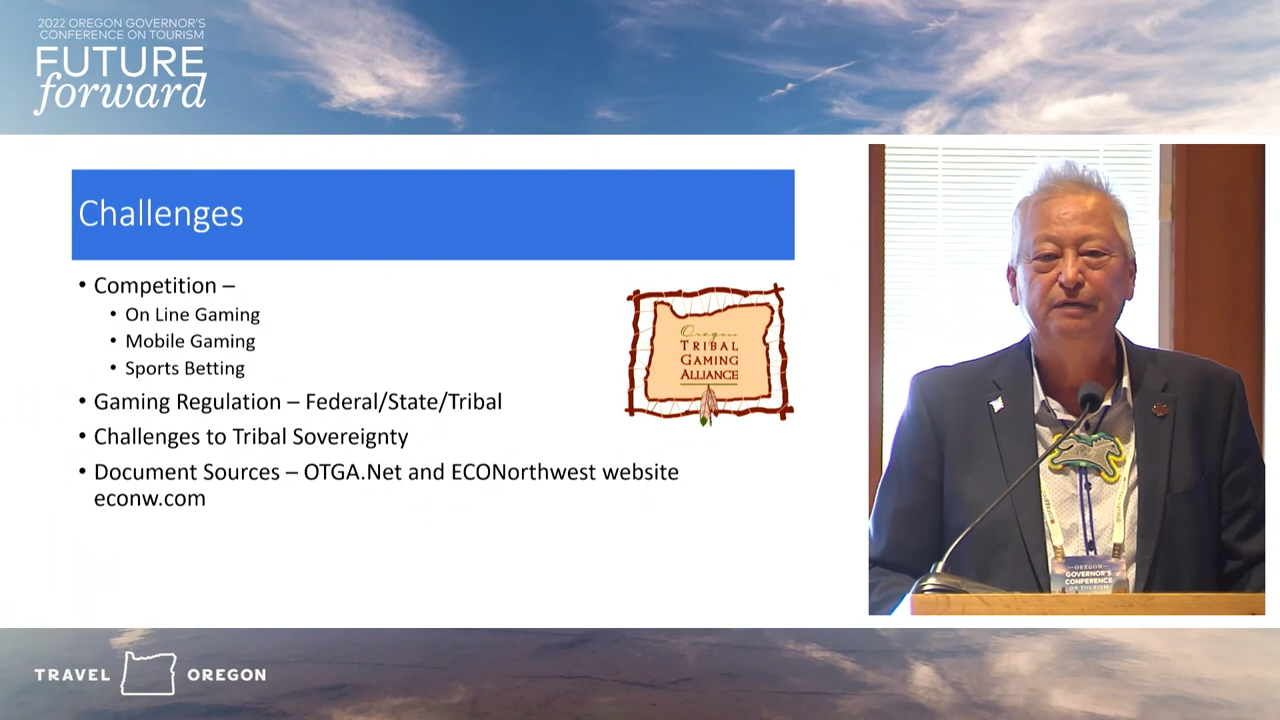 2022 OREGON GOVERNOR'S
CONFERENCE ON TOURISM
FUTURE
forward
Challenges
• Competition –
• On Line Gaming
• Mobile Gaming
• Sports Betting
• Gaming Regulation – Federal/State/Tribal
• Challenges to Tribal Sovereignty
• Document Sources – OTGA.Net and ECONorthwest website
econw.com
Oregon
TRIBAL
GAMING
ALLIANCE
OREGON
GOVERNOR'S
CONFERENCE
ON TOURISM
TRAVEL OREGON